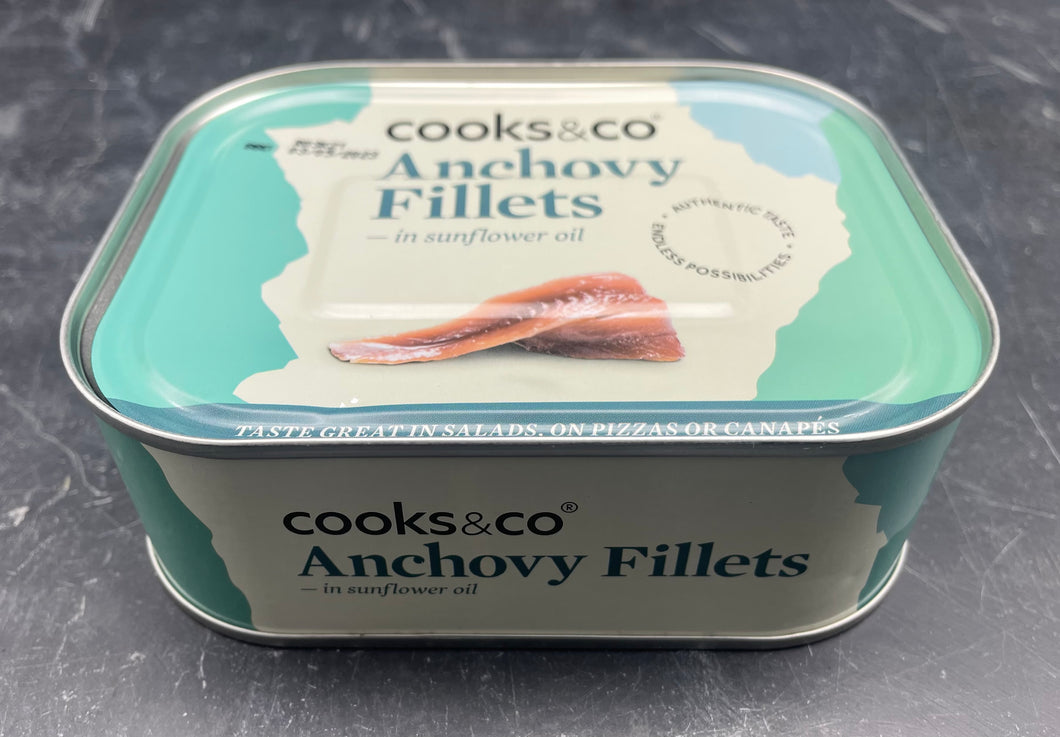 cooks&co®
Anchovy
Fillets
— in sunflower oil
• AUTHENTIC TASTE •
ENDLESS POSSIBILITIES
TASTE GREAT IN SALADS, ON PIZZAS OR CANAPÉS
cooks&co®
Anchovy Fillets
— in sunflower oil